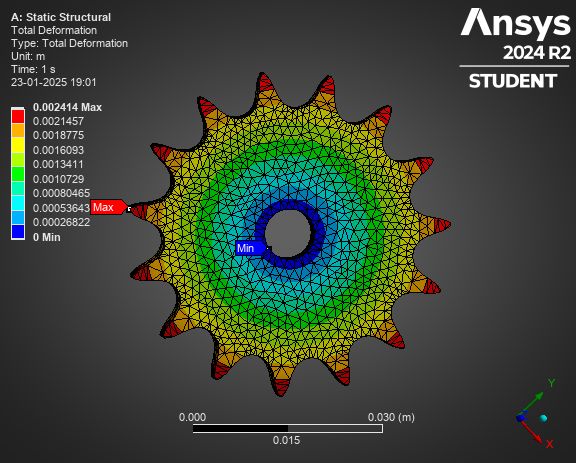 A: Static Structural
Total Deformation
Type: Total Deformation
Unit: m
Time: 1 s
23-01-2025 19:01
Ansys
2024 R2
STUDENT
0.002414 Max
0.0021457
0.0018775
0.0016093
0.0013411
0.0010729
0.00080465
0.00053643
0.00026822
0 Min
Max
Min
0.000
0.030 (m)
0.015
Y
X